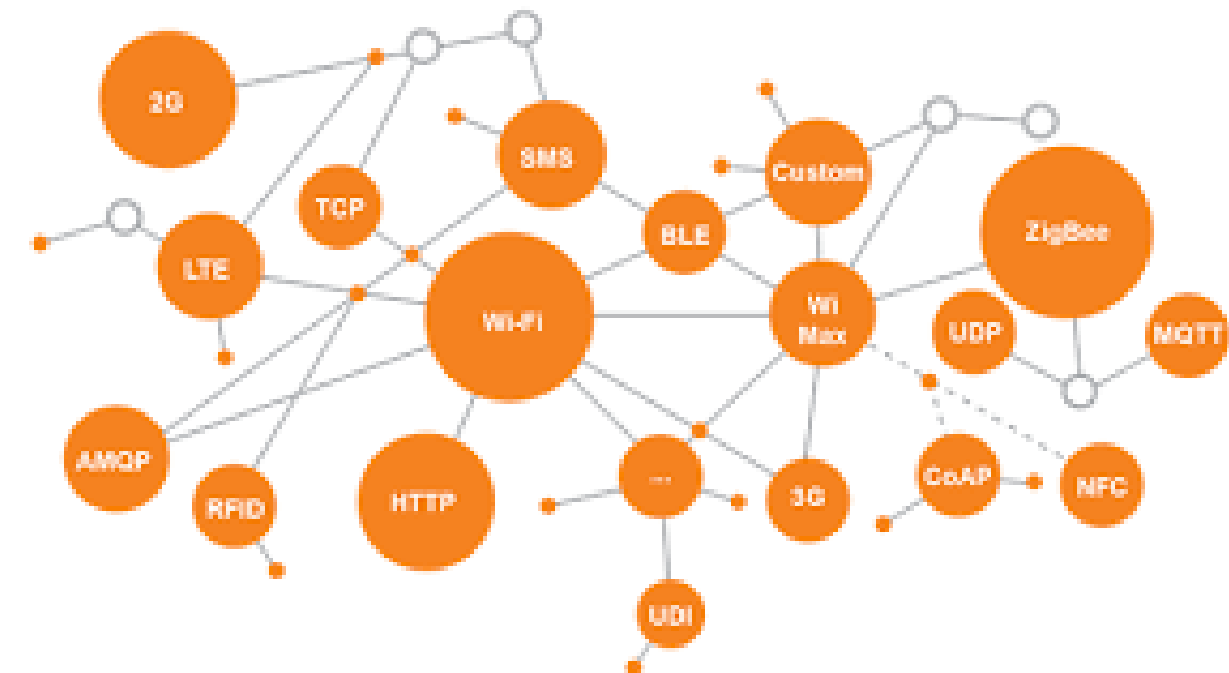 2G
SMS
Custom
TCP
BLE
ZigBee
LTE
Wi-Fi
Wi
Max
UDP
MQTT
AMQP
RFID
HTTP
...
3G
CoAP
NFC
UDI